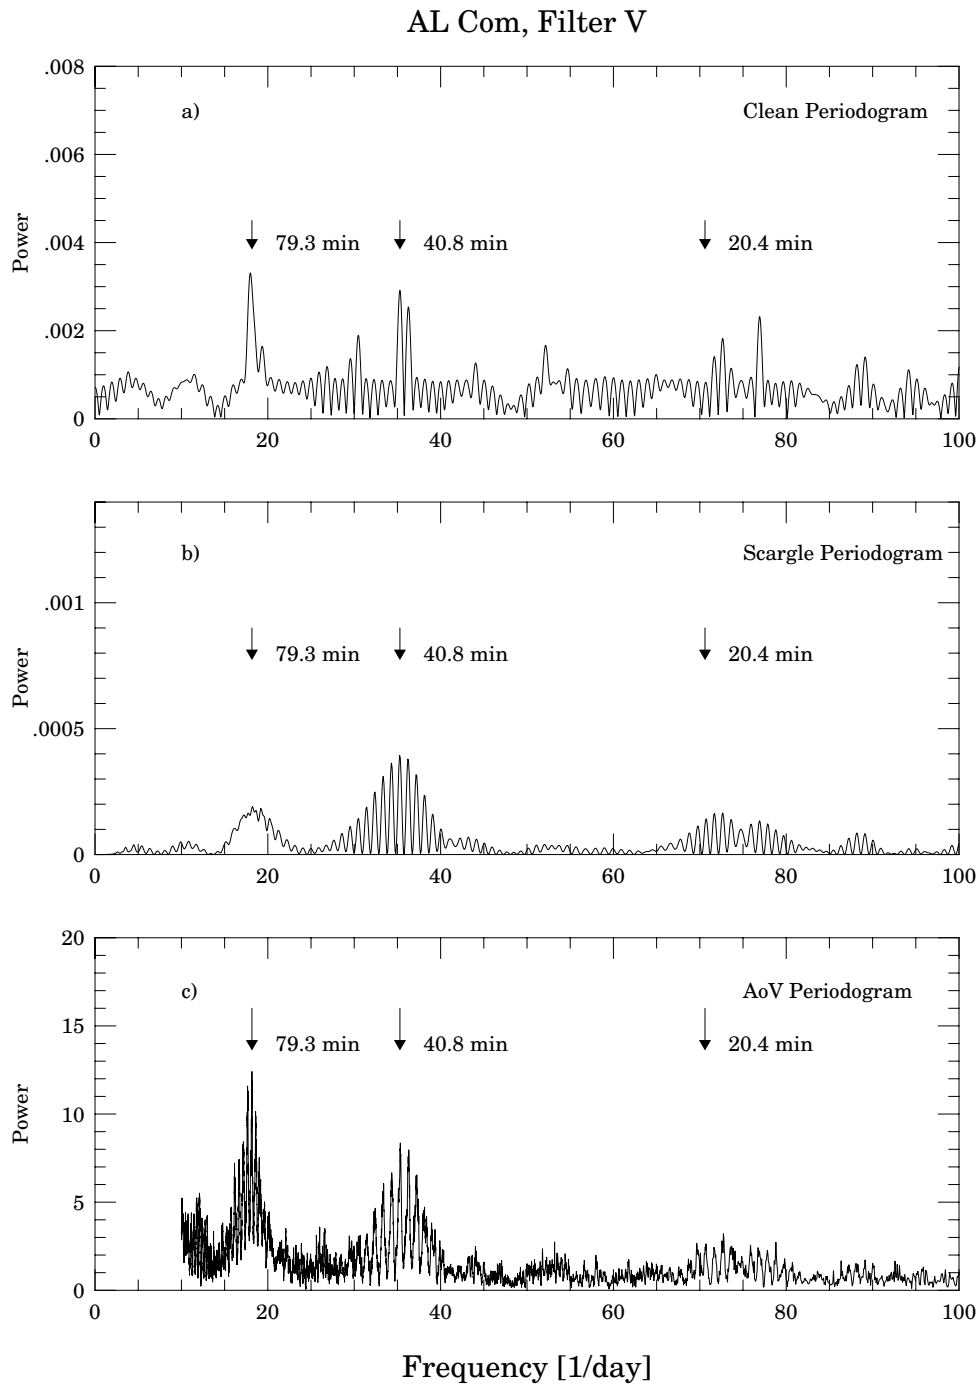 AL Com, Filter V
.008
a)
Clean Periodogram
.006
Power
.004
79.3 min
40.8 min
20.4 min
.002
0
0 20 40 60 80 100
b)
Scargle Periodogram
.001
79.3 min
40.8 min
20.4 min
Power
.0005
0
0 20 40 60 80 100
20
c)
AoV Periodogram
15
79.3 min
40.8 min
20.4 min
Power
10
5
0
0 20 40 60 80 100
Frequency [1/day]